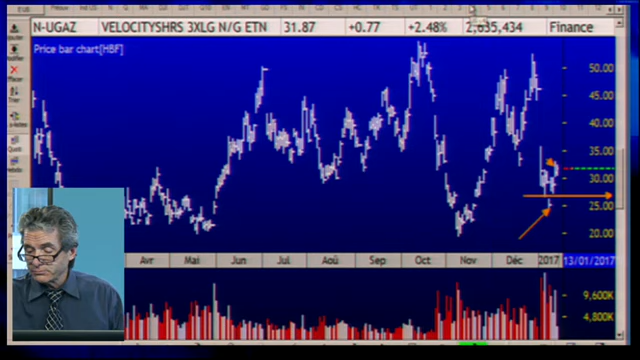 N-UGAZ VELOCITYSHRS 3XLG N/G ETN 31.87 +0.77 +2.48% 2,635,434 Finance
Price bar chart[HBF]
50.00
45.00
40.00
35.00
30.00
25.00
20.00
Avr Mai Jun Jul Aoû Sep Oct Nov Déc 2017 13/01/2017
9,600K
4,800K